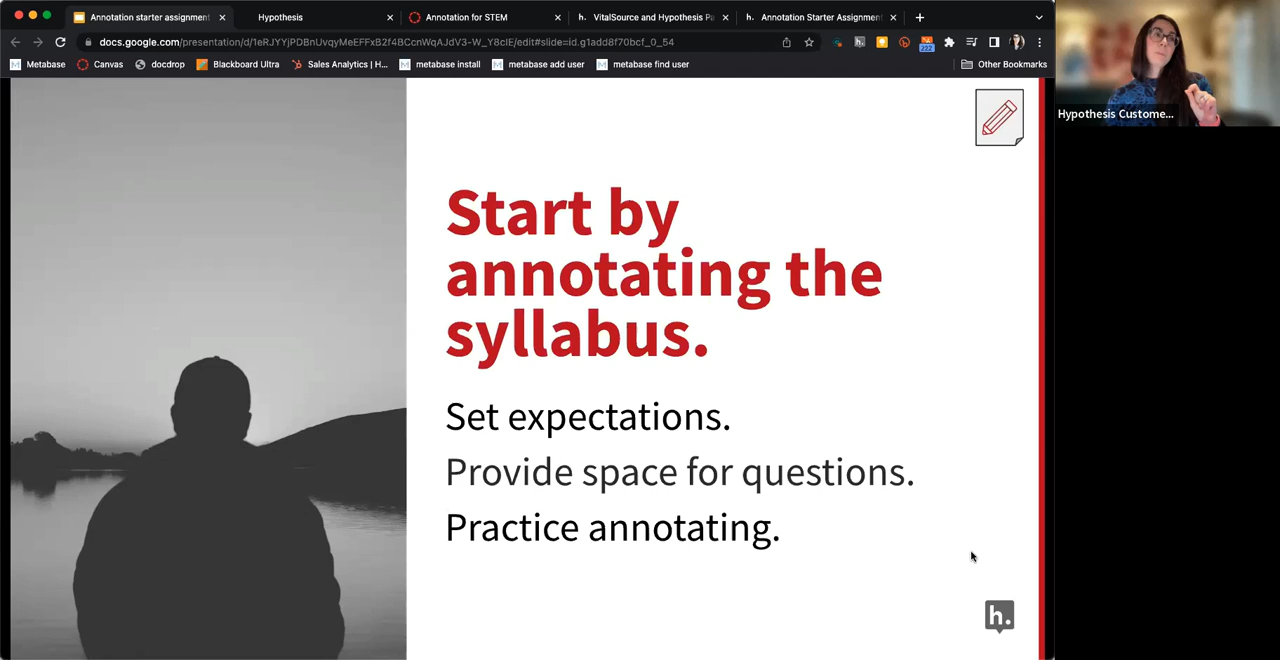 Annotation starter assignment
Hypothesis
Annotation for STEM
h. VitalSource and Hypothesis Pa
h. Annotation Starter Assignment
docs.google.com/presentation/d/1eRJYYjPDBnUvqyMeEFFxB2f4BCcnWqAJdV3-W_Y8cIE/edit#slide=id.g1add8f70bcf_0_54
222
Metabase
Canvas
docdrop
Blackboard Ultra
Sales Analytics | H...
metabase install
metabase add user
metabase find user
Other Bookmarks
Hypothesis Custome...
Start by
annotating the
syllabus.
Set expectations.
Provide space for questions.
Practice annotating.
h.